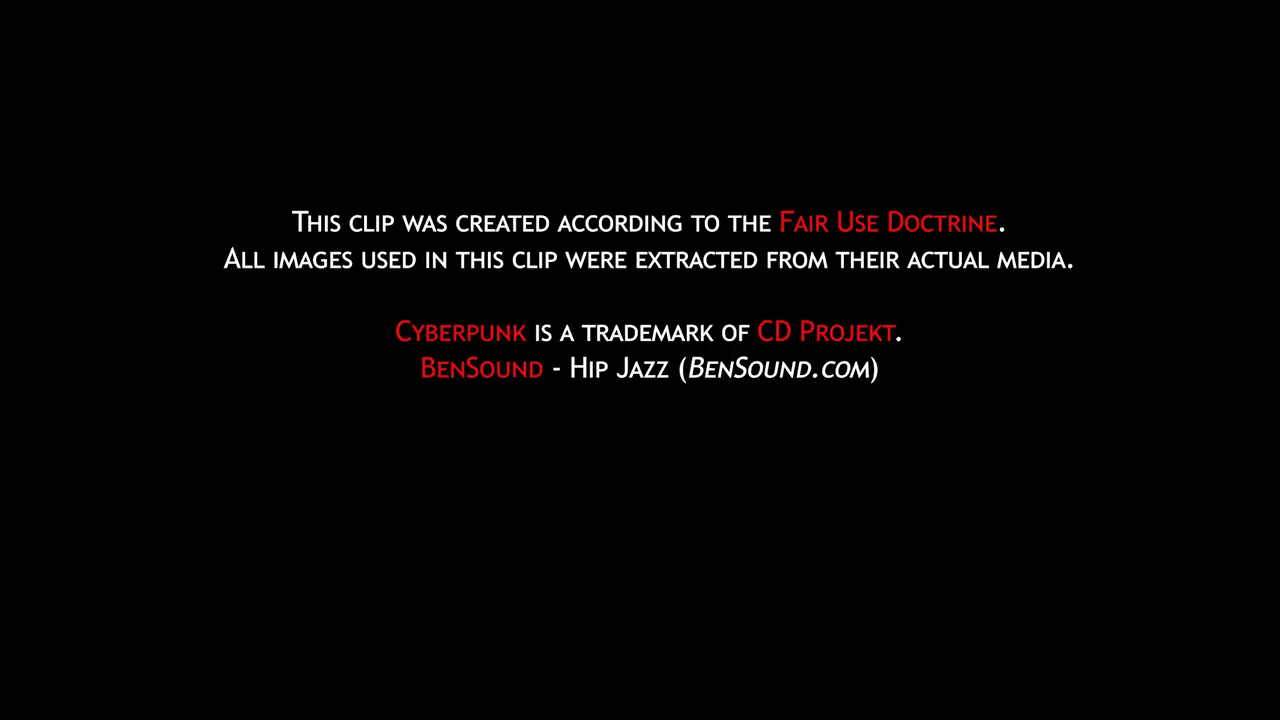 This clip was created according to the Fair Use Doctrine.
All images used in this clip were extracted from their actual media.
Cyberpunk is a trademark of CD Projekt.
BenSound - Hip Jazz (BenSound.com)